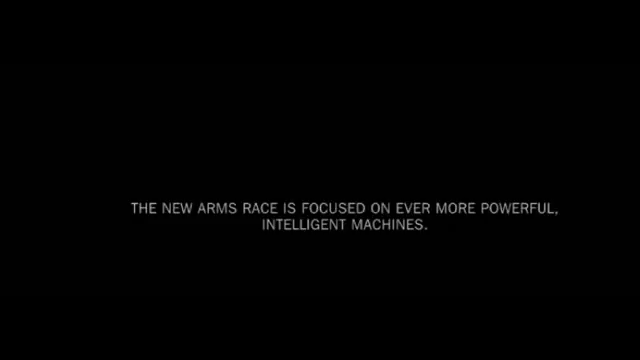 THE NEW ARMS RACE IS FOCUSED ON EVER MORE POWERFUL,
INTELLIGENT MACHINES.